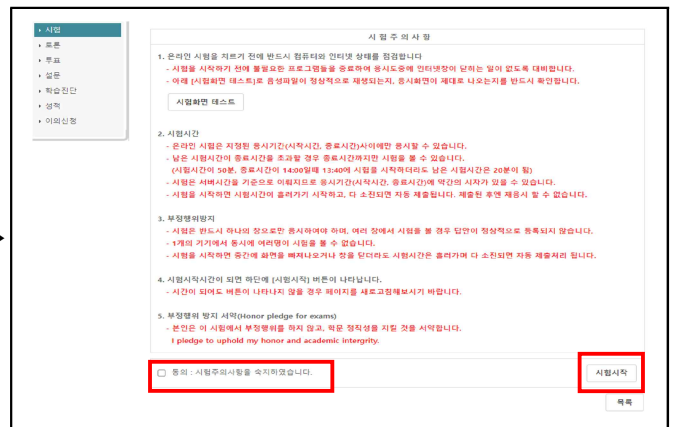 시험
토론
투표
설문
학습진단
성적
이의신청
시 험 주 의 사 항
1. 온라인 시험을 치르기 전에 반드시 컴퓨터와 인터넷 상태를 점검합니다
- 시험을 시작하기 전에 불필요한 프로그램들을 종료하여 응시도중에 인터넷창이 닫히는 일이 없도록 대비합니다.
- 아래 [시험화면 테스트]로 음성파일이 정상적으로 재생되는지, 응시화면이 제대로 나오는지를 반드시 확인합니다.
시험화면 테스트
2. 시험시간
- 온라인 시험은 지정된 응시기간(시작시간, 종료시간)사이에만 응시할 수 있습니다.
- 남은 시험시간이 종료시간을 초과할 경우 종료시간까지만 시험을 볼 수 있습니다.
(시험시간이 50분, 종료시간이 14:00일때 13:40에 시험을 시작하더라도 남은 시험시간은 20분이 됨)
- 시험은 서버시간을 기준으로 이뤄지므로 응시기간(시작시간, 종료시간)에 약간의 시차가 있을 수 있습니다.
- 시험을 시작하면 시험시간이 흘러가기 시작하고, 다 소진되면 자동 제출됩니다. 제출된 후엔 재응시 할 수 없습니다.
3. 부정행위방지
- 시험은 반드시 하나의 창으로만 응시하여야 하며, 여러 창에서 시험을 볼 경우 답안이 정상적으로 등록되지 않습니다.
- 1개의 기기에서 동시에 여러명이 시험을 볼 수 없습니다.
- 시험을 시작하면 중간에 화면을 빠져나오거나 창을 닫더라도 시험시간은 흘러가며 다 소진되면 자동 제출처리 됩니다.
4. 시험시작시간이 되면 하단에 [시험시작] 버튼이 나타납니다.
- 시간이 되어도 버튼이 나타나지 않을 경우 페이지를 새로고침해보시기 바랍니다.
5. 부정행위 방지 서약(Honor pledge for exams)
- 본인은 이 시험에서 부정행위를 하지 않고, 학문 정직성을 지킬 것을 서약합니다.
I pledge to uphold my honor and academic intergrity.
동의 : 시험주의사항을 숙지하였습니다.
시험시작
목록